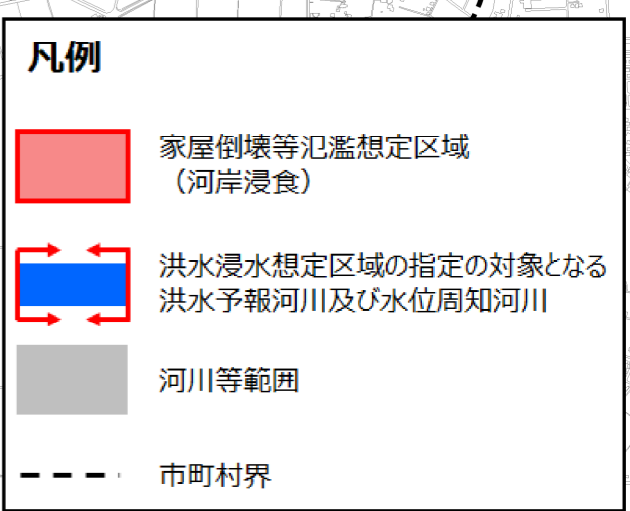 凡例
家屋倒壊等氾濫想定区域
（河岸浸食）
洪水浸水想定区域の指定の対象となる
洪水予報河川及び水位周知河川
河川等範囲
市町村界